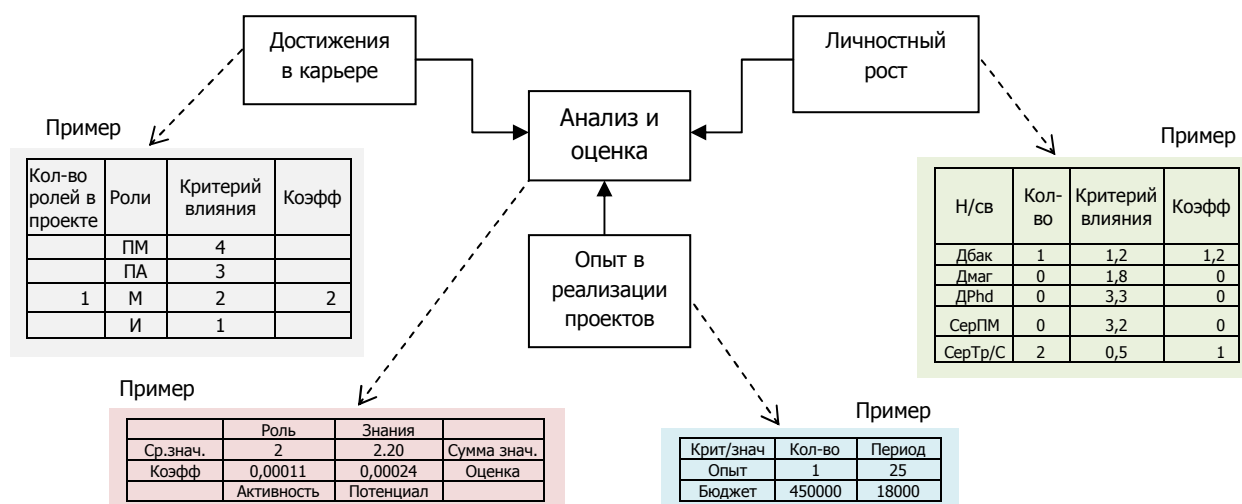 Достижения
в карьере
Личностный
рост
Анализ и
оценка
Опыт в
реализации
проектов
Пример
Кол-во
ролей в
проекте
Роли
Критерий
влияния
Коэфф
ПМ 4
ПА 3
1 М 2 2
И 1
Пример
Н/св
Кол-
во
Критерий
влияния
Коэфф
Дбак 1 1,2 1,2
Дмаг 0 1,8 0
ДPhd 0 3,3 0
СерПМ 0 3,2 0
СерТр/С 2 0,5 1
Пример
Роль Знания
Ср.знач. 2 2.20 Сумма знач.
Коэфф 0,00011 0,00024 Оценка
Активность Потенциал
Пример
Крит/знач Кол-во Период
Опыт 1 25
Бюджет 450000 18000